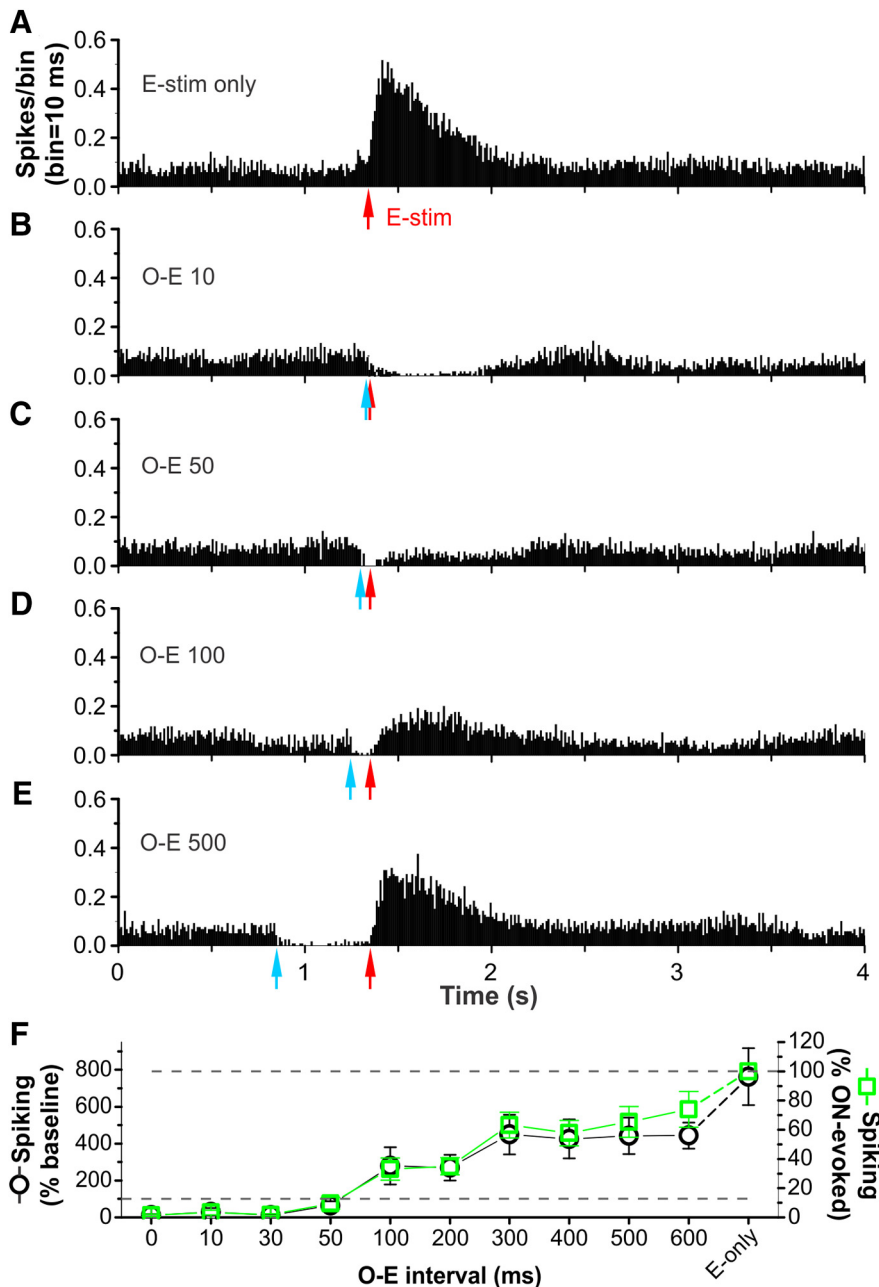 A
Spikes/bin
(bin=10 ms)
0.6
0.4
0.2
0.0
E-stim only
E-stim
B
0.6
0.4
0.2
0.0
O-E 10
C
0.6
0.4
0.2
0.0
O-E 50
D
0.6
0.4
0.2
0.0
O-E 100
E
0.6
0.4
0.2
0.0
O-E 500
0 1 2 3 4
Time (s)
F
Spiking
(% baseline)
800
600
400
200
0
120
100
80
60
40
20
0
Spiking
(% ON-evoked)
0 10 30 50 100 200 300 400 500 600 E-only
O-E interval (ms)